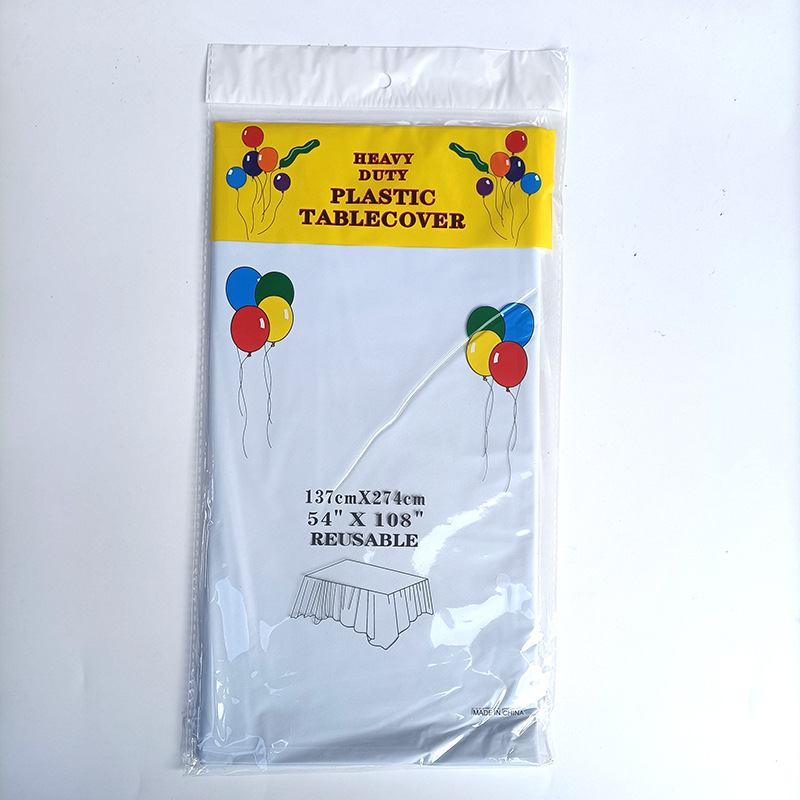 HEAVY
DUTY
PLASTIC
TABLECOVER
137cmX274cm
54" X 108"
REUSABLE
MADE IN CHINA